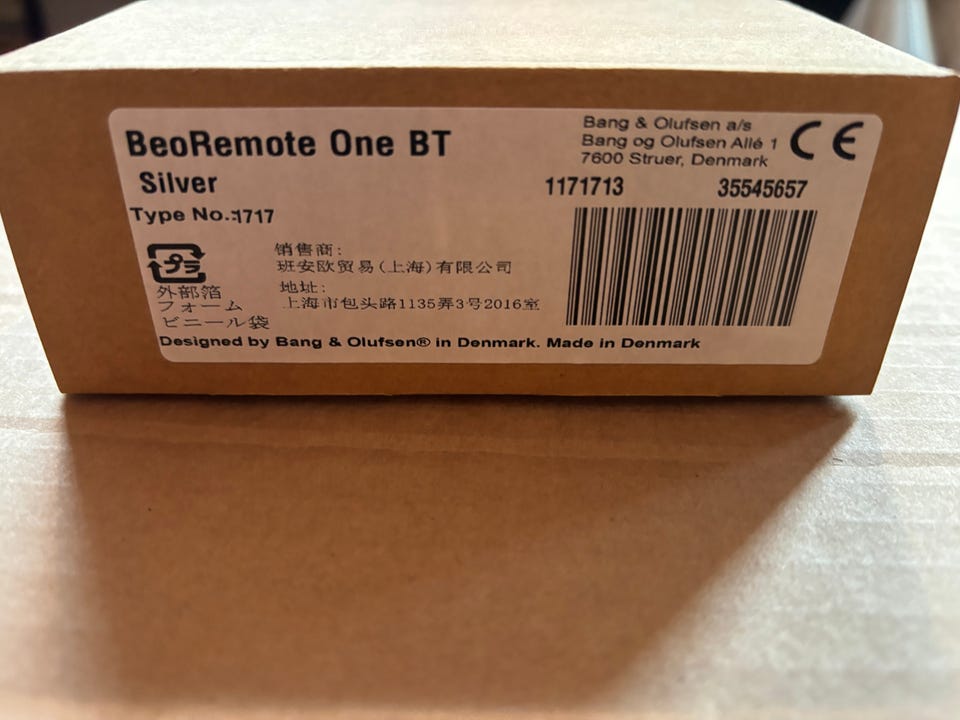 BeoRemote One BT
Silver
Type No.:1717
Bang & Olufsen a/s
Bang og Olufsen Allé 1
7600 Struer, Denmark
CE
1171713 35545657
プラ
外部箔
フォーム
ビニール袋
销售商:
班安欧贸易(上海)有限公司
地址:
上海市包头路1135弄3号2016室
Designed by Bang & Olufsen® in Denmark. Made in Denmark